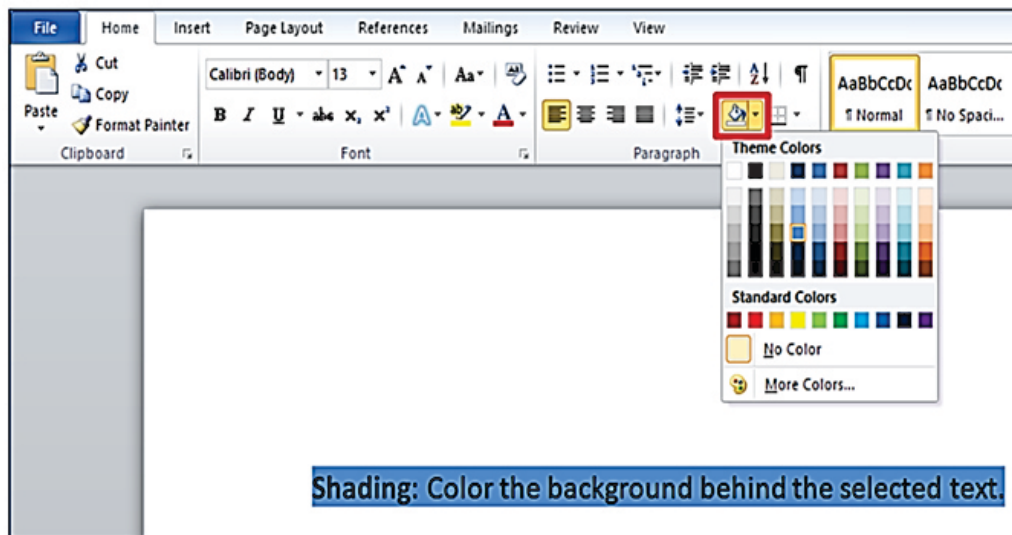 File Home Insert Page Layout References Mailings Review View
Cut
Copy
Paste
Format Painter
Clipboard
Calibri (Body) 13 A A Aa
B I U abc x, x² A ab A
Font
A Z ¶
Paragraph
AaBbCcDc AaBbCcDc
¶ Normal ¶ No Spaci...
Theme Colors
Standard Colors
No Color
More Colors...
Shading: Color the background behind the selected text.